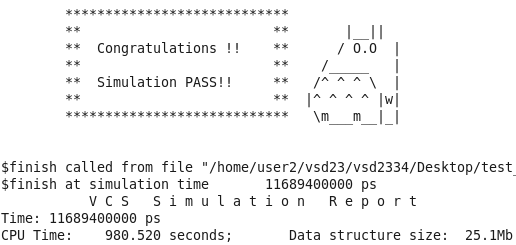 ****************************
**                        **       |__||
**  Congratulations !!    **      / O.O  |
**                        **    /_____   |
**  Simulation PASS!!     **   /^ ^ ^ \  |
**                        **  |^ ^ ^ ^ |w|
****************************   \m___m__|_|
$finish called from file "/home/user2/vsd23/vsd2334/Desktop/test_
$finish at simulation time       11689400000 ps
V C S   S i m u l a t i o n   R e p o r t
Time: 11689400000 ps
CPU Time:    980.520 seconds;       Data structure size:  25.1Mb